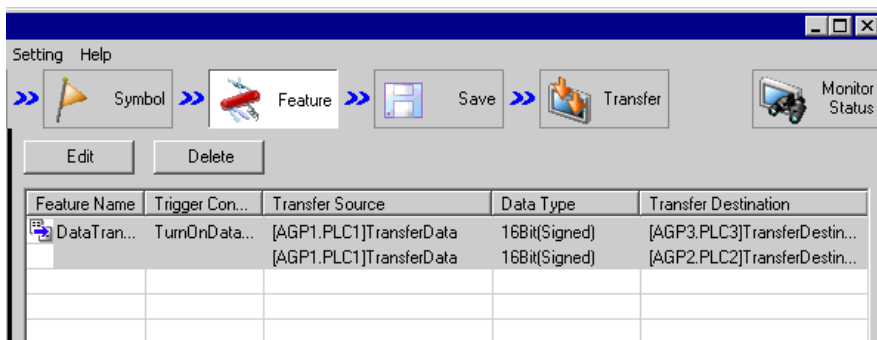 Setting Help
Symbol Feature Save Transfer Monitor Status
Edit Delete
Feature Name Trigger Con... Transfer Source Data Type Transfer Destination
DataTran... TurnOnData... [AGP1.PLC1]TransferData 16Bit(Signed) [AGP3.PLC3]TransferDestin...
[AGP1.PLC1]TransferData 16Bit(Signed) [AGP2.PLC2]TransferDestin...